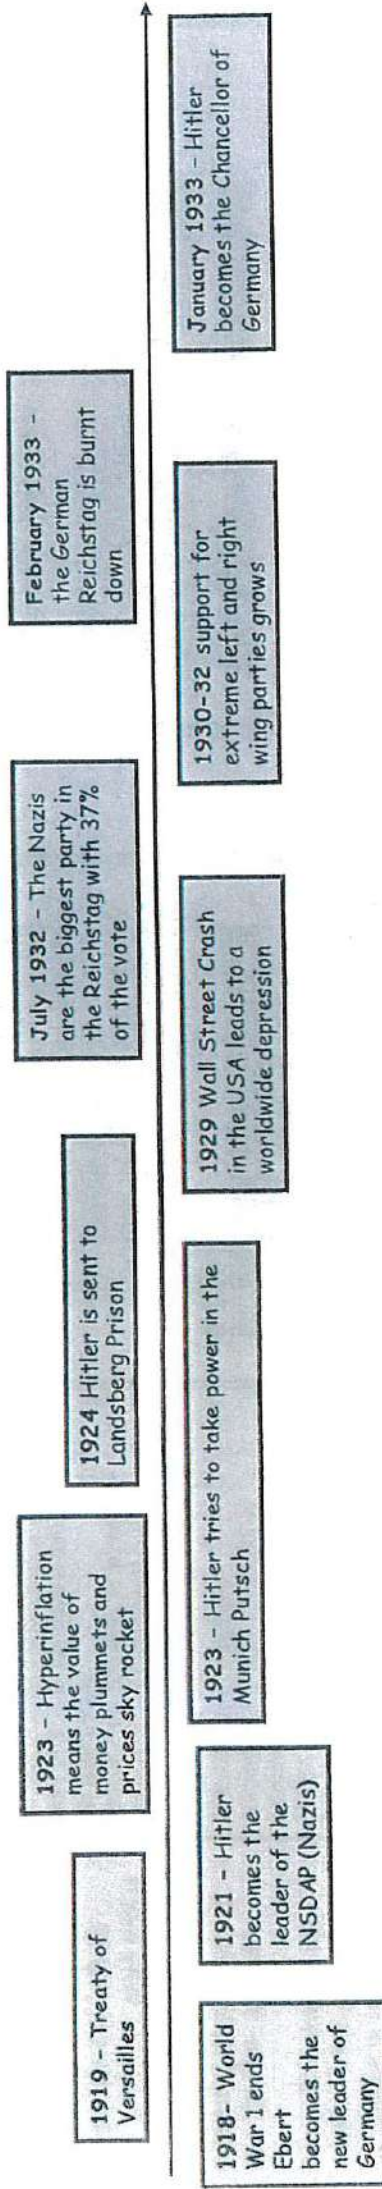 1919 - Treaty of
Versailles
1923 - Hyperinflation
means the value of
money plummets and
prices sky rocket
1924 Hitler is sent to
Landsberg Prison
July 1932 - The Nazis
are the biggest party in
the Reichstag with 37%
of the vote
February 1933 -
the German
Reichstag is burnt
down
1918- World
War 1 ends
Ebert
becomes the
new leader of
Germany
1921 - Hitler
becomes the
leader of the
NSDAP (Nazis)
1923 - Hitler tries to take power in the
Munich Putsch
1929 Wall Street Crash
in the USA leads to a
worldwide depression
1930-32 support for
extreme left and right
wing parties grows
January 1933 - Hitler
becomes the Chancellor of
Germany